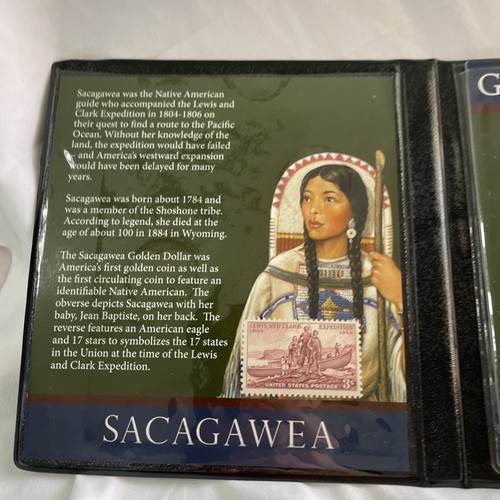 Sacagawea was the Native American
guide who accompanied the Lewis and
Clark Expedition in 1804-1806 on
their quest to find a route to the Pacific
Ocean. Without her knowledge of the
land, the expedition would have failed
- and America's westward expansion
would have been delayed for many
years.
Sacagawea was born about 1784 and
was a member of the Shoshone tribe.
According to legend, she died at the
age of about 100 in 1884 in Wyoming.
The Sacagawea Golden Dollar was
America's first golden coin as well as
the first circulating coin to feature an
identifiable Native American. The
obverse depicts Sacagawea with her
baby, Jean Baptiste, on her back. The
reverse features an American eagle
and 17 stars to symbolizes the 17 states
in the Union at the time of the Lewis
and Clark Expedition.
LEWIS AND CLARK EXPEDITION
1804 1954
UNITED STATES POSTAGE 3¢
SACAGAWEA
G